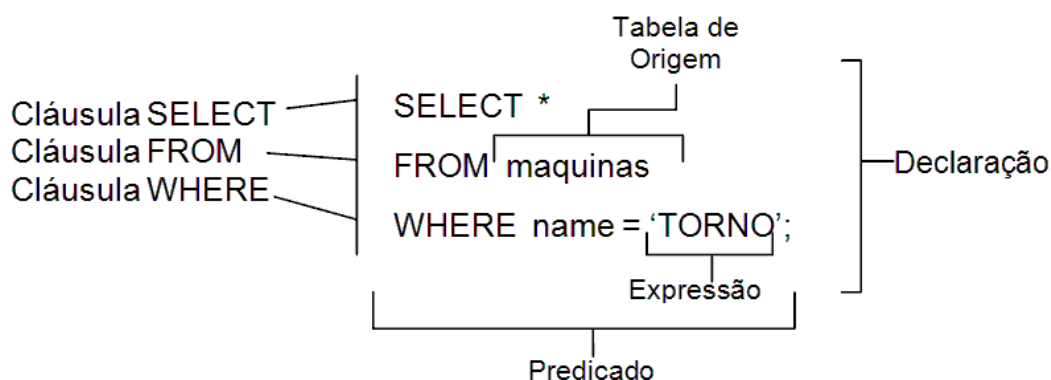 Tabela de
Origem
Cláusula SELECT
Cláusula FROM
Cláusula WHERE
SELECT *
FROM maquinas
WHERE name = ‘TORNO’;
Declaração
Expressão
Predicado